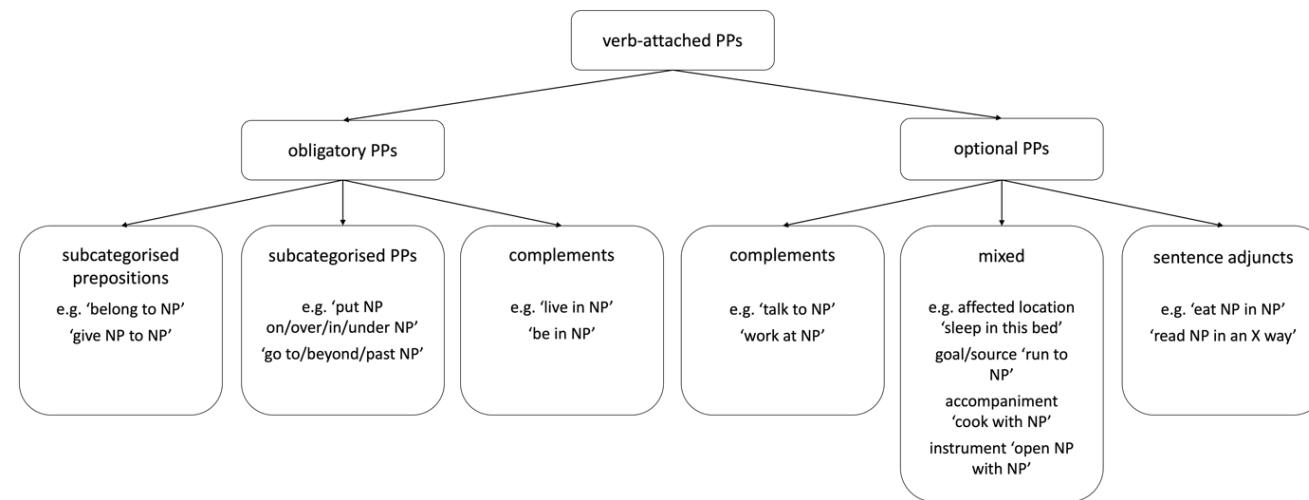 verb-attached PPs
obligatory PPs
optional PPs
subcategorised
prepositions
e.g. ‘belong to NP’
‘give NP to NP’
subcategorised PPs
e.g. ‘put NP
on/over/in/under NP’
‘go to/beyond/past NP’
complements
e.g. ‘live in NP’
‘be in NP’
complements
e.g. ‘talk to NP’
‘work at NP’
mixed
e.g. affected location
‘sleep in this bed’
goal/source ‘run to
NP’
accompaniment
‘cook with NP’
instrument ‘open NP
with NP’
sentence adjuncts
e.g. ‘eat NP in NP’
‘read NP in an X way’